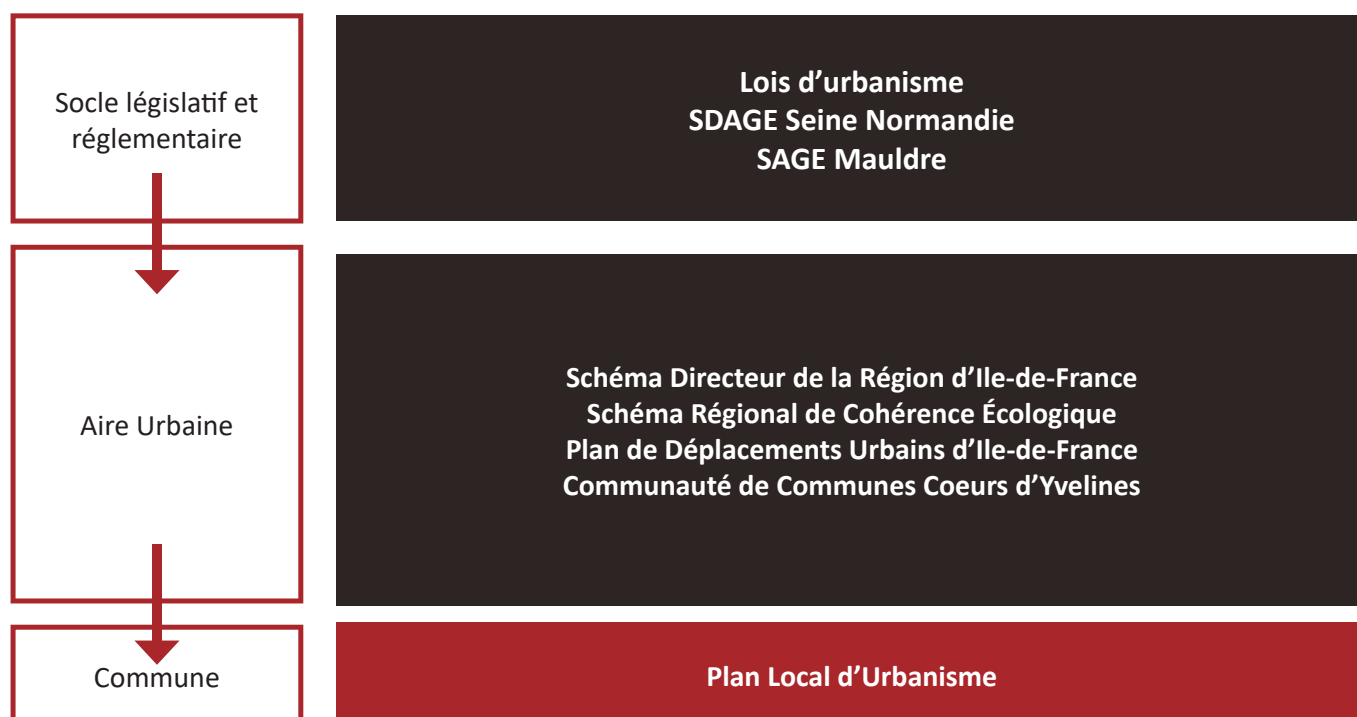 Socle législatif et
réglementaire
Lois d’urbanisme
SDAGE Seine Normandie
SAGE Mauldre
Aire Urbaine
Schéma Directeur de la Région d’Ile-de-France
Schéma Régional de Cohérence Écologique
Plan de Déplacements Urbains d’Ile-de-France
Communauté de Communes Coeurs d’Yvelines
Commune
Plan Local d’Urbanisme